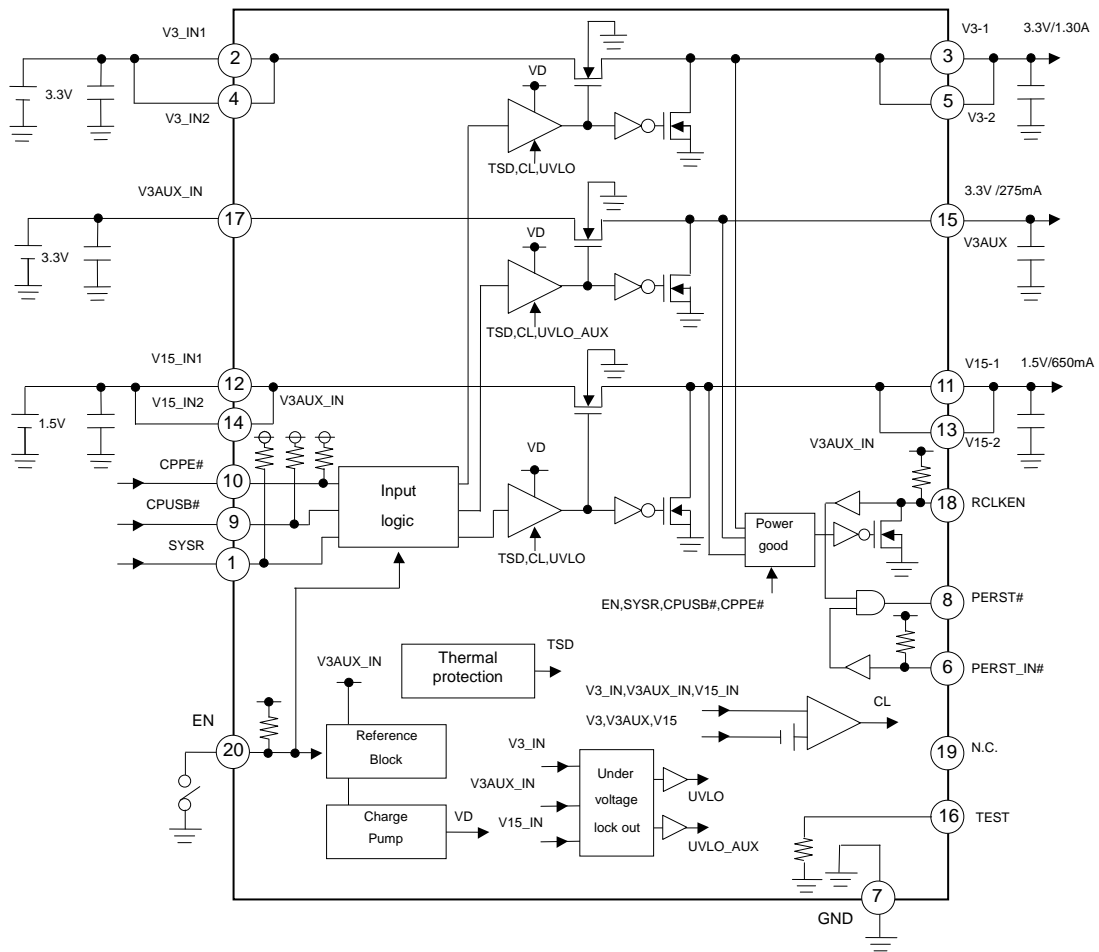 V3_IN1
V3-1
3.3V/1.30A
2
3
3.3V
VD
4
5
V3_IN2
V3-2
TSD,CL,UVLO
V3AUX_IN
3.3V /275mA
17
15
VD
V3AUX
3.3V
TSD,CL,UVLO_AUX
V15_IN1
V15-1
1.5V/650mA
12
11
V15_IN2
V3AUX_IN
1.5V
14
13
V15-2
V3AUX_IN
VD
CPPE#
10
Input
logic
18
RCLKEN
CPUSB#
9
Power
good
SYSR
1
TSD,CL,UVLO
EN,SYSR,CPUSB#,CPPE#
8
PERST#
Thermal
protection
TSD
V3AUX_IN
6
PERST_IN#
V3_IN,V3AUX_IN,V15_IN
CL
EN
V3,V3AUX,V15
20
Reference
Block
V3_IN
19
N.C.
Under
voltage
lock out
UVLO
V3AUX_IN
Charge
Pump
VD
V15_IN
16
TEST
UVLO_AUX
7
GND